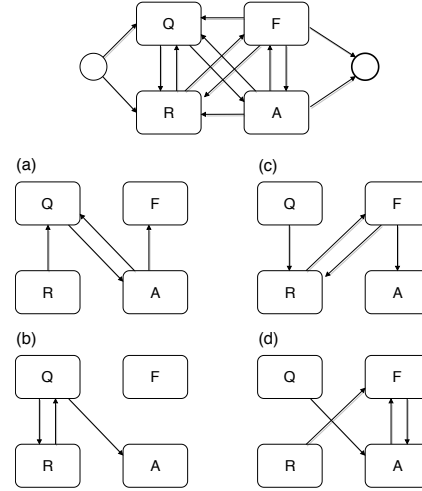 Q F
R A
(a) (c)
Q F Q F
R A R A
(b) (d)
Q F Q F
R A R A